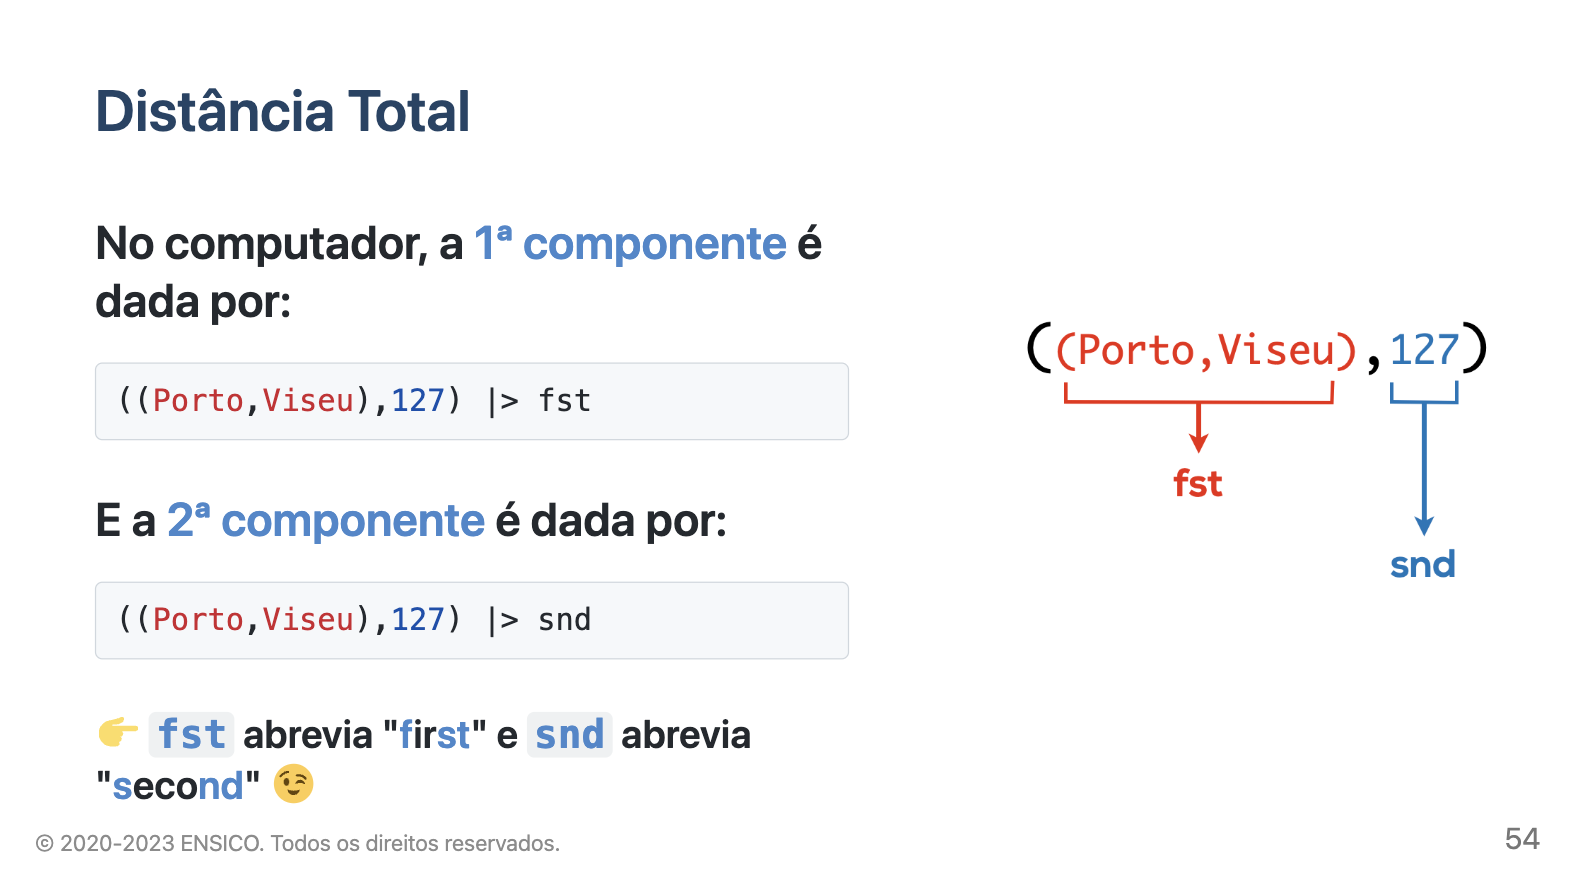 Distância Total
No computador, a 1ª componente é
dada por:
((Porto,Viseu),127) |> fst
E a 2ª componente é dada por:
((Porto,Viseu),127) |> snd
👉 fst abrevia "first" e snd abrevia
"second" 😉
((Porto,Viseu),127)
fst
snd
© 2020-2023 ENSICO. Todos os direitos reservados.
54